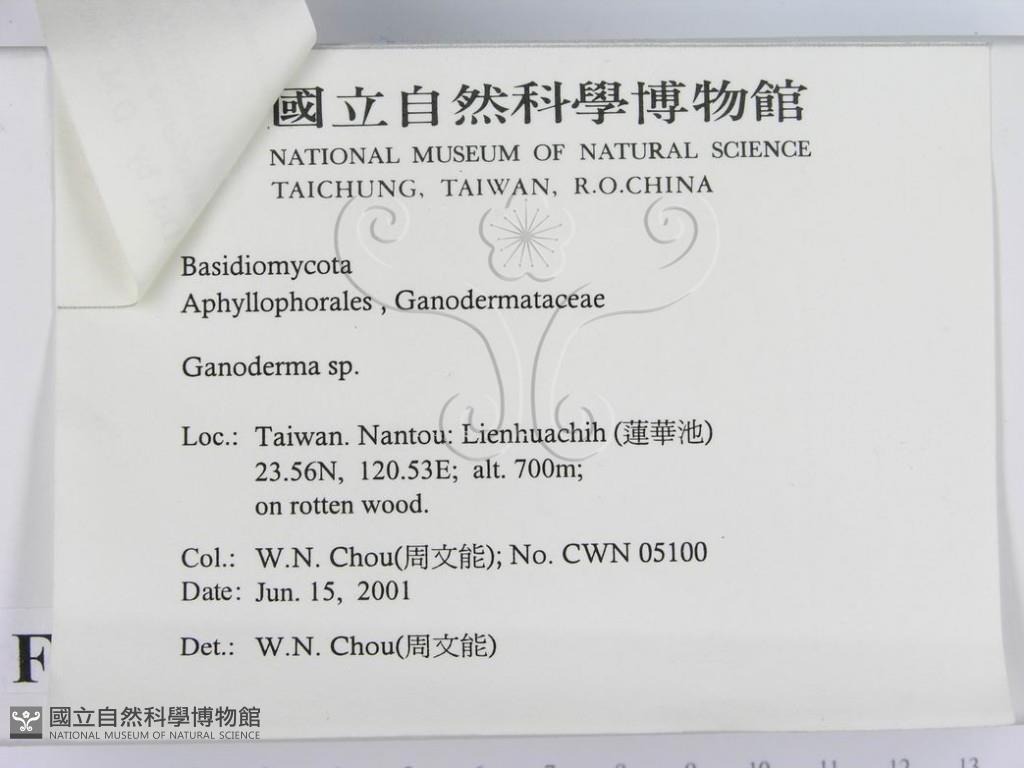 國立自然科學博物館
NATIONAL MUSEUM OF NATURAL SCIENCE
TAICHUNG, TAIWAN, R.O.CHINA
Basidiomycota
Aphyllophorales , Ganodermataceae
Ganoderma sp.
Loc.: Taiwan. Nantou: Lienhuachih (蓮華池)
23.56N, 120.53E; alt. 700m;
on rotten wood.
Col.: W.N. Chou(周文能); No. CWN 05100
Date: Jun. 15, 2001
Det.: W.N. Chou(周文能)
F
國立自然科學博物館
NATIONAL MUSEUM OF NATURAL SCIENCE